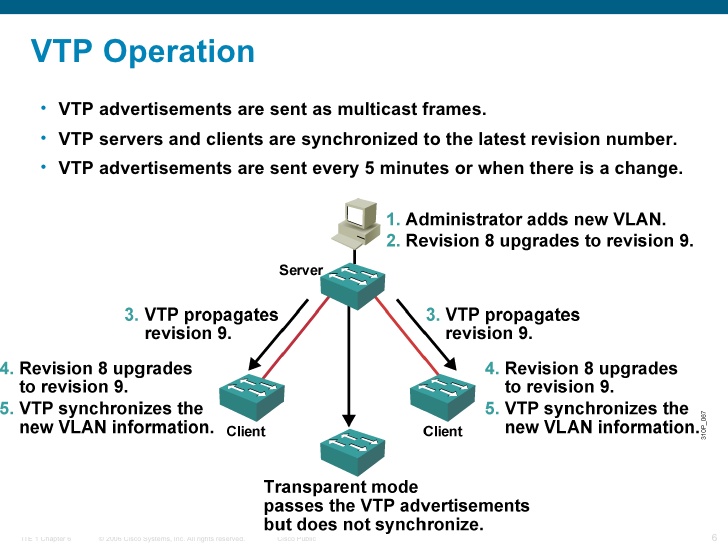 VTP Operation
• VTP advertisements are sent as multicast frames.
• VTP servers and clients are synchronized to the latest revision number.
• VTP advertisements are sent every 5 minutes or when there is a change.
1. Administrator adds new VLAN.
2. Revision 8 upgrades to revision 9.
Server
3. VTP propagates
revision 9.
3. VTP propagates
revision 9.
4. Revision 8 upgrades
to revision 9.
5. VTP synchronizes the
new VLAN information.
Client
Client
4. Revision 8 upgrades
to revision 9.
5. VTP synchronizes the
new VLAN information.
310P_067
Transparent mode
passes the VTP advertisements
but does not synchronize.
Cisco Systems, Inc. All rights reserved.
Cisco Public
6